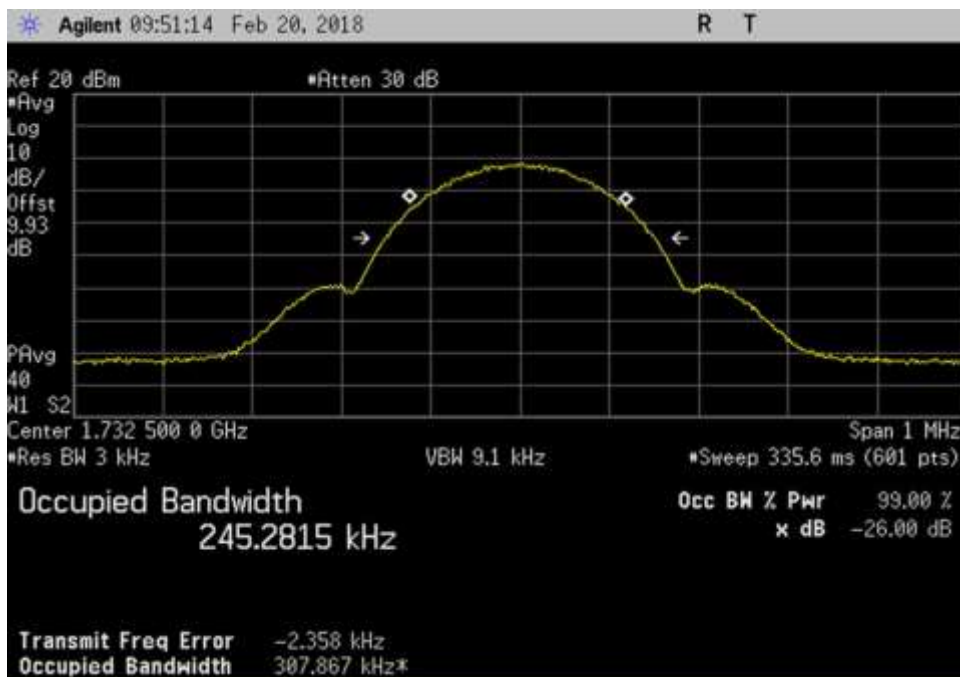 Agilent 09:51:14 Feb 20, 2018 R T
Ref 20 dBm #Atten 30 dB
#Avg
Log
10
dB/
Offst
9.93
dB
PAvg
40
W1 S2
Center 1.732 500 0 GHz Span 1 MHz
#Res BW 3 kHz VBW 9.1 kHz #Sweep 335.6 ms (601 pts)
Occupied Bandwidth Occ BW % Pwr 99.00 %
245.2815 kHz x dB -26.00 dB
Transmit Freq Error -2.358 kHz
Occupied Bandwidth 307.867 kHz*